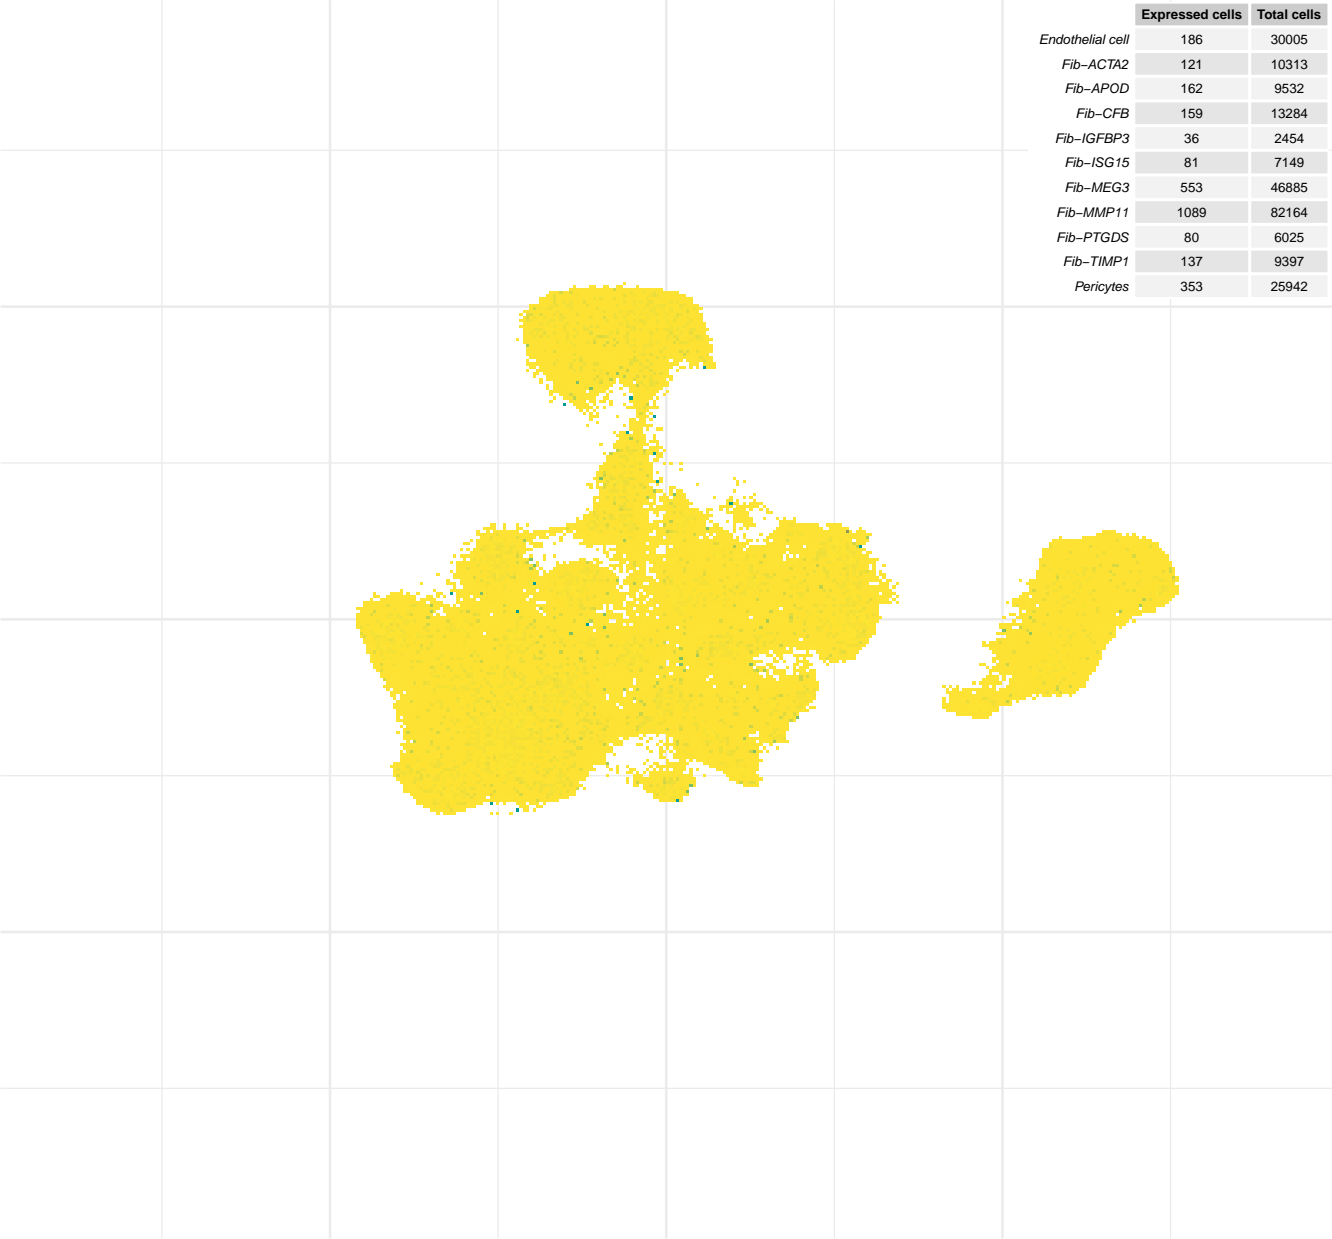 Expressed cells Total cells
Endothelial cell 186 30005
Fib−ACTA2 121 10313
Fib−APOD 162 9532
Fib−CFB 159 13284
Fib−IGFBP3 36 2454
Fib−ISG15 81 7149
Fib−MEG3 553 46885
Fib−MMP11 1089 82164
Fib−PTGDS 80 6025
Fib−TIMP1 137 9397
Pericytes 353 25942